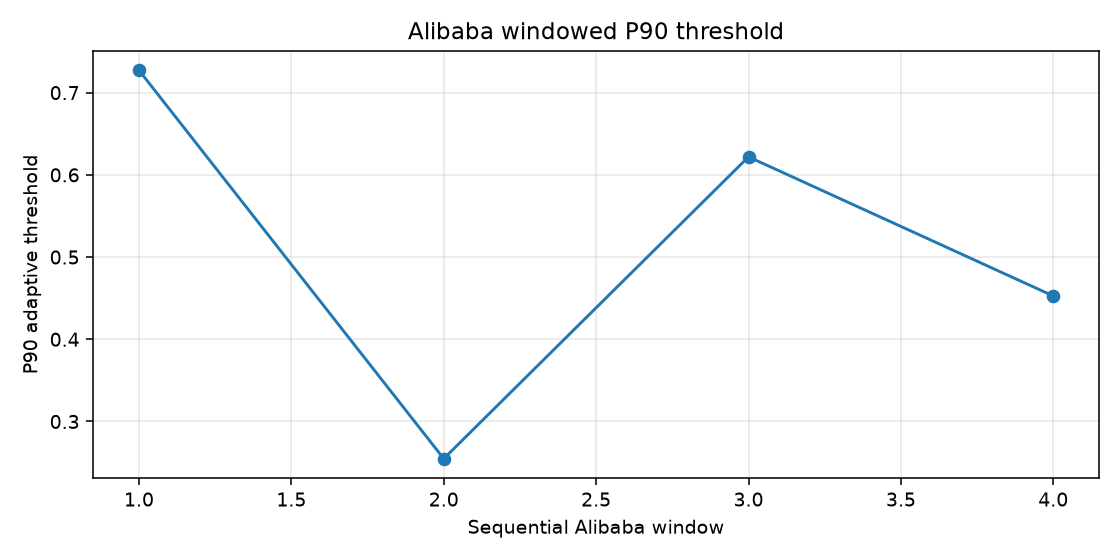 Alibaba windowed P90 threshold
P90 adaptive threshold
0.7
0.6
0.5
0.4
0.3
1.0 1.5 2.0 2.5 3.0 3.5 4.0
Sequential Alibaba window